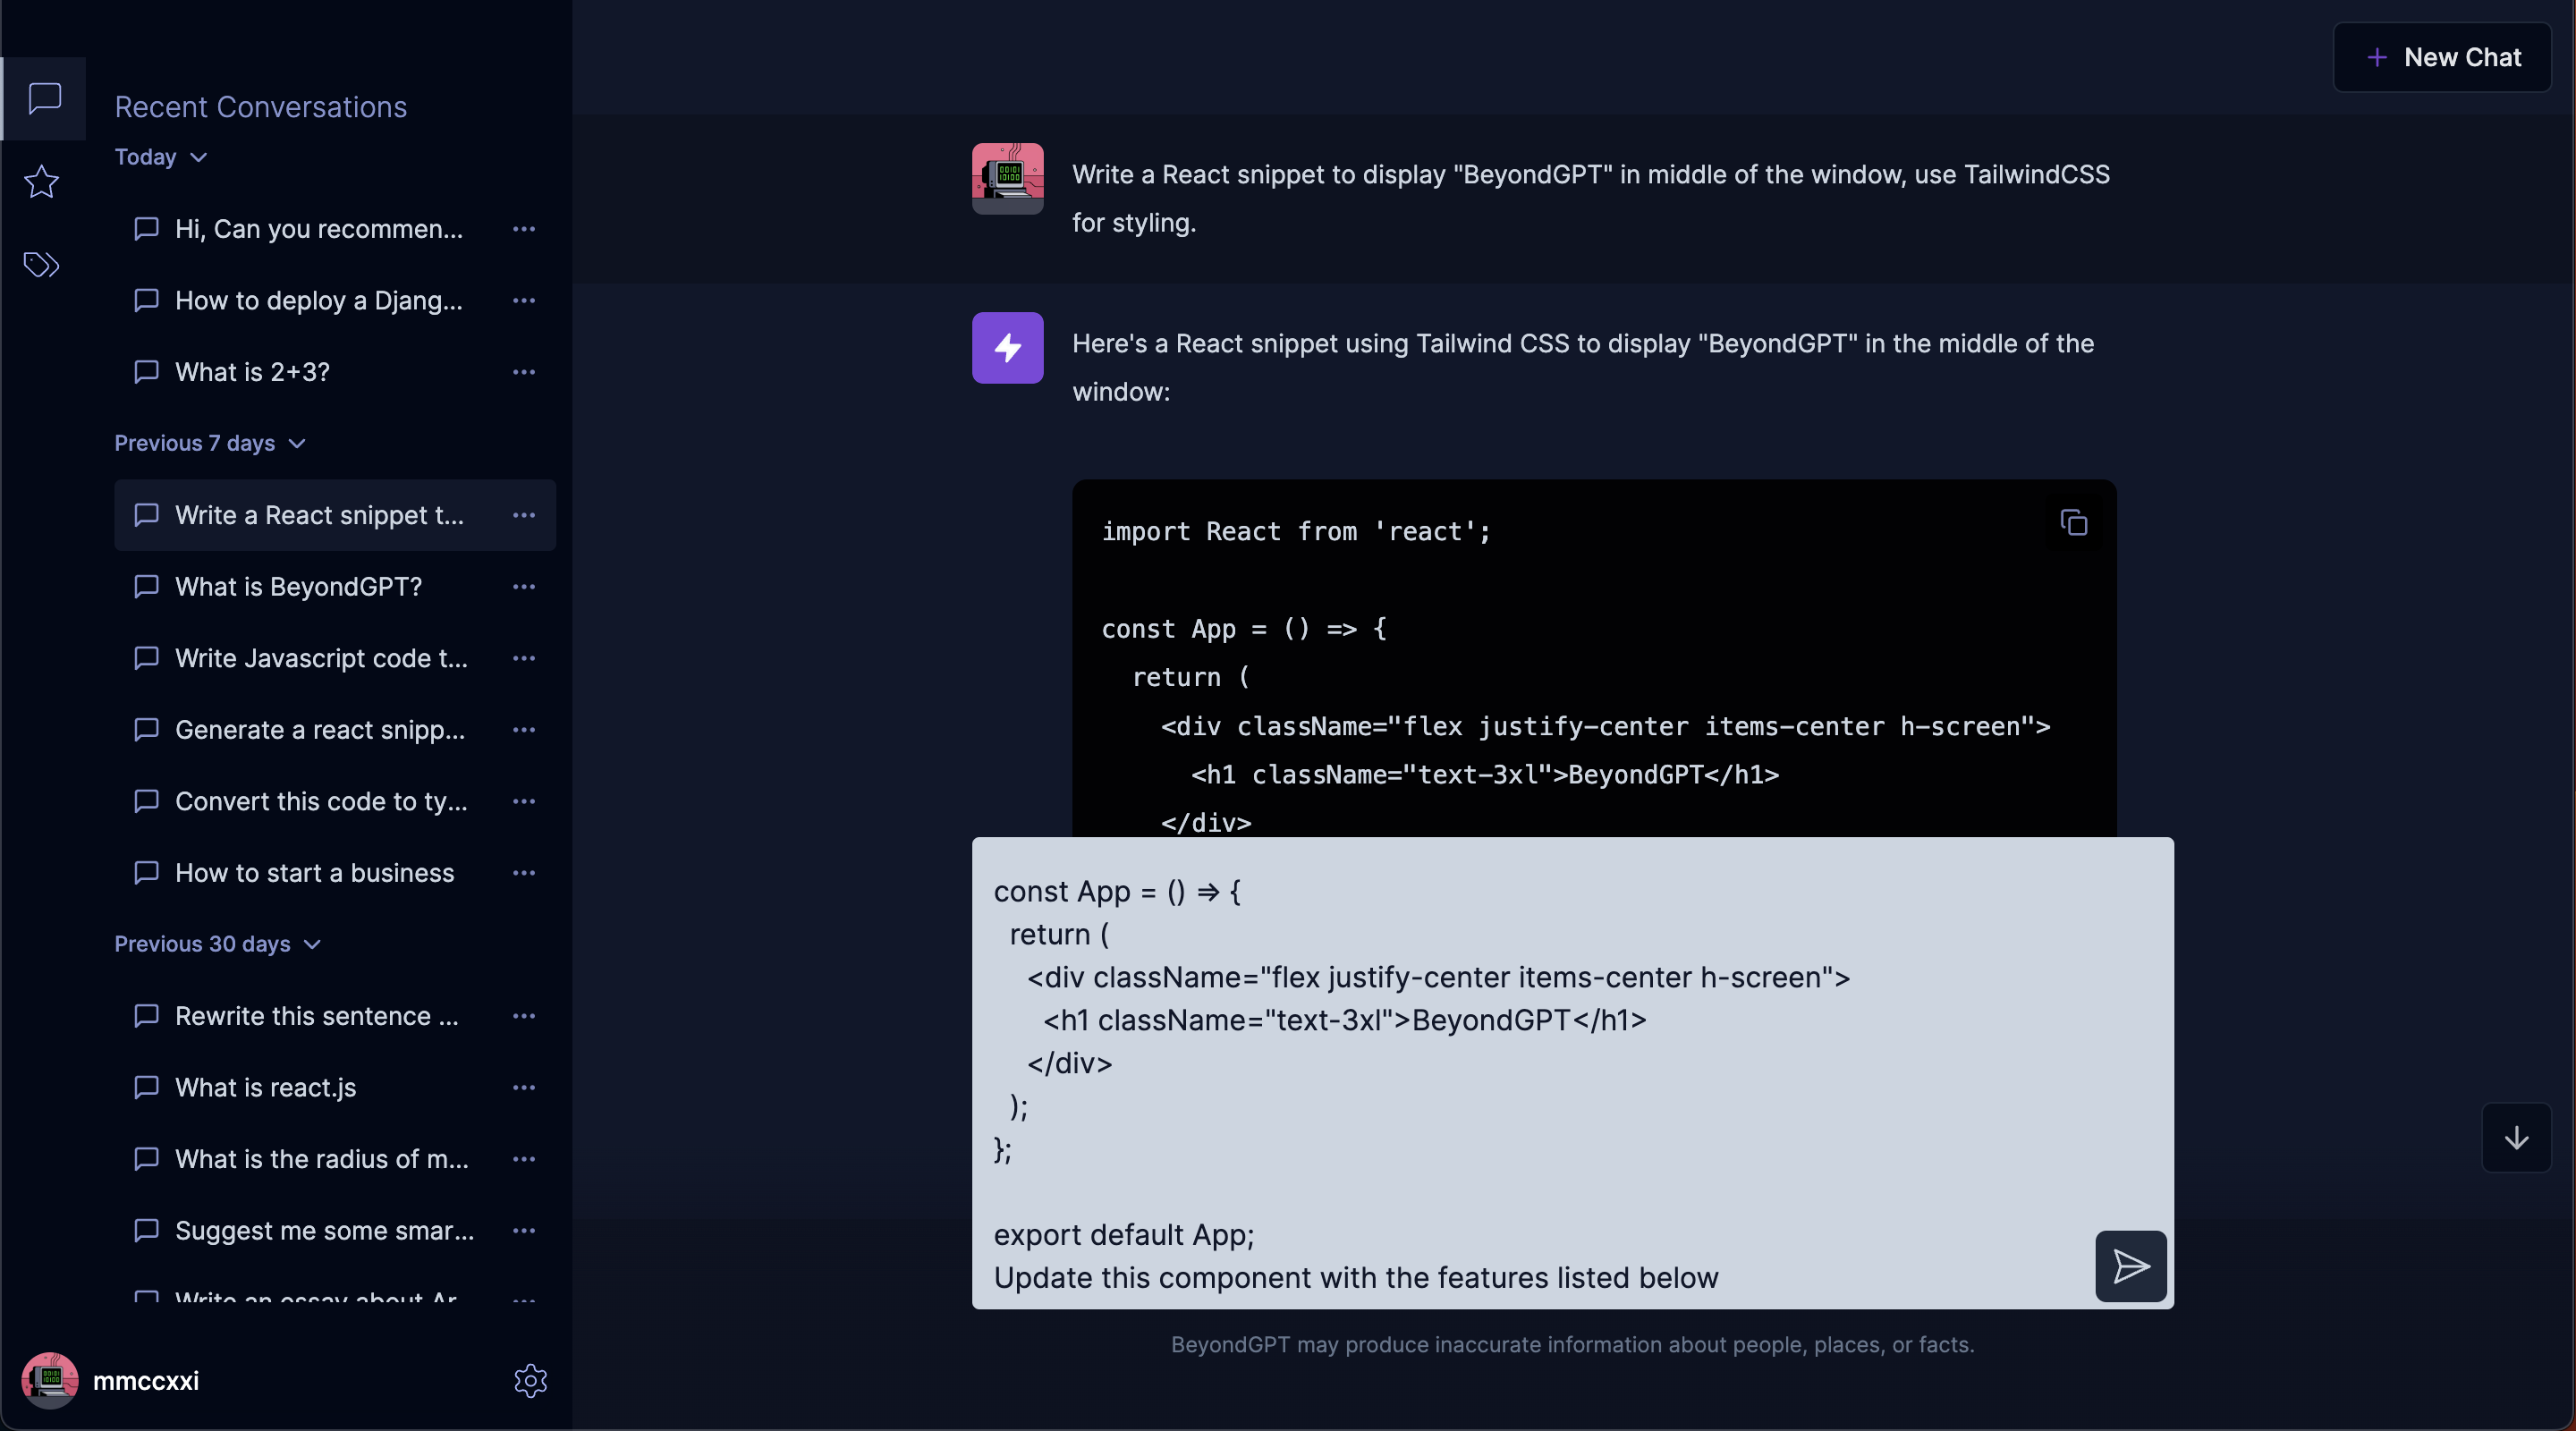 Recent Conversations
Today
Hi, Can you recommen...
How to deploy a Djang...
What is 2+3?
Previous 7 days
Write a React snippet t...
What is BeyondGPT?
Write Javascript code t...
Generate a react snipp...
Convert this code to ty...
How to start a business
Previous 30 days
Rewrite this sentence ...
What is react.js
What is the radius of m...
Suggest me some smar...
Write an essay about Ar
mmccxxi
New Chat
Write a React snippet to display "BeyondGPT" in middle of the window, use TailwindCSS
for styling.
Here's a React snippet using Tailwind CSS to display "BeyondGPT" in the middle of the
window:
import React from 'react';
const App = () => {
  return (
    <div className="flex justify-center items-center h-screen">
      <h1 className="text-3xl">BeyondGPT</h1>
    </div>
const App = () => {
  return (
    <div className="flex justify-center items-center h-screen">
      <h1 className="text-3xl">BeyondGPT</h1>
    </div>
  );
};
export default App;
Update this component with the features listed below
BeyondGPT may produce inaccurate information about people, places, or facts.